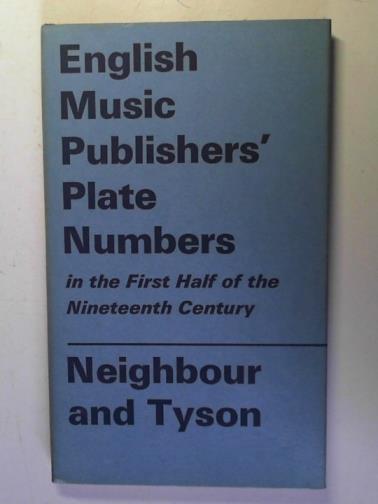 English
Music
Publishers'
Plate
Numbers
in the First Half of the
Nineteenth Century
Neighbour
and Tyson